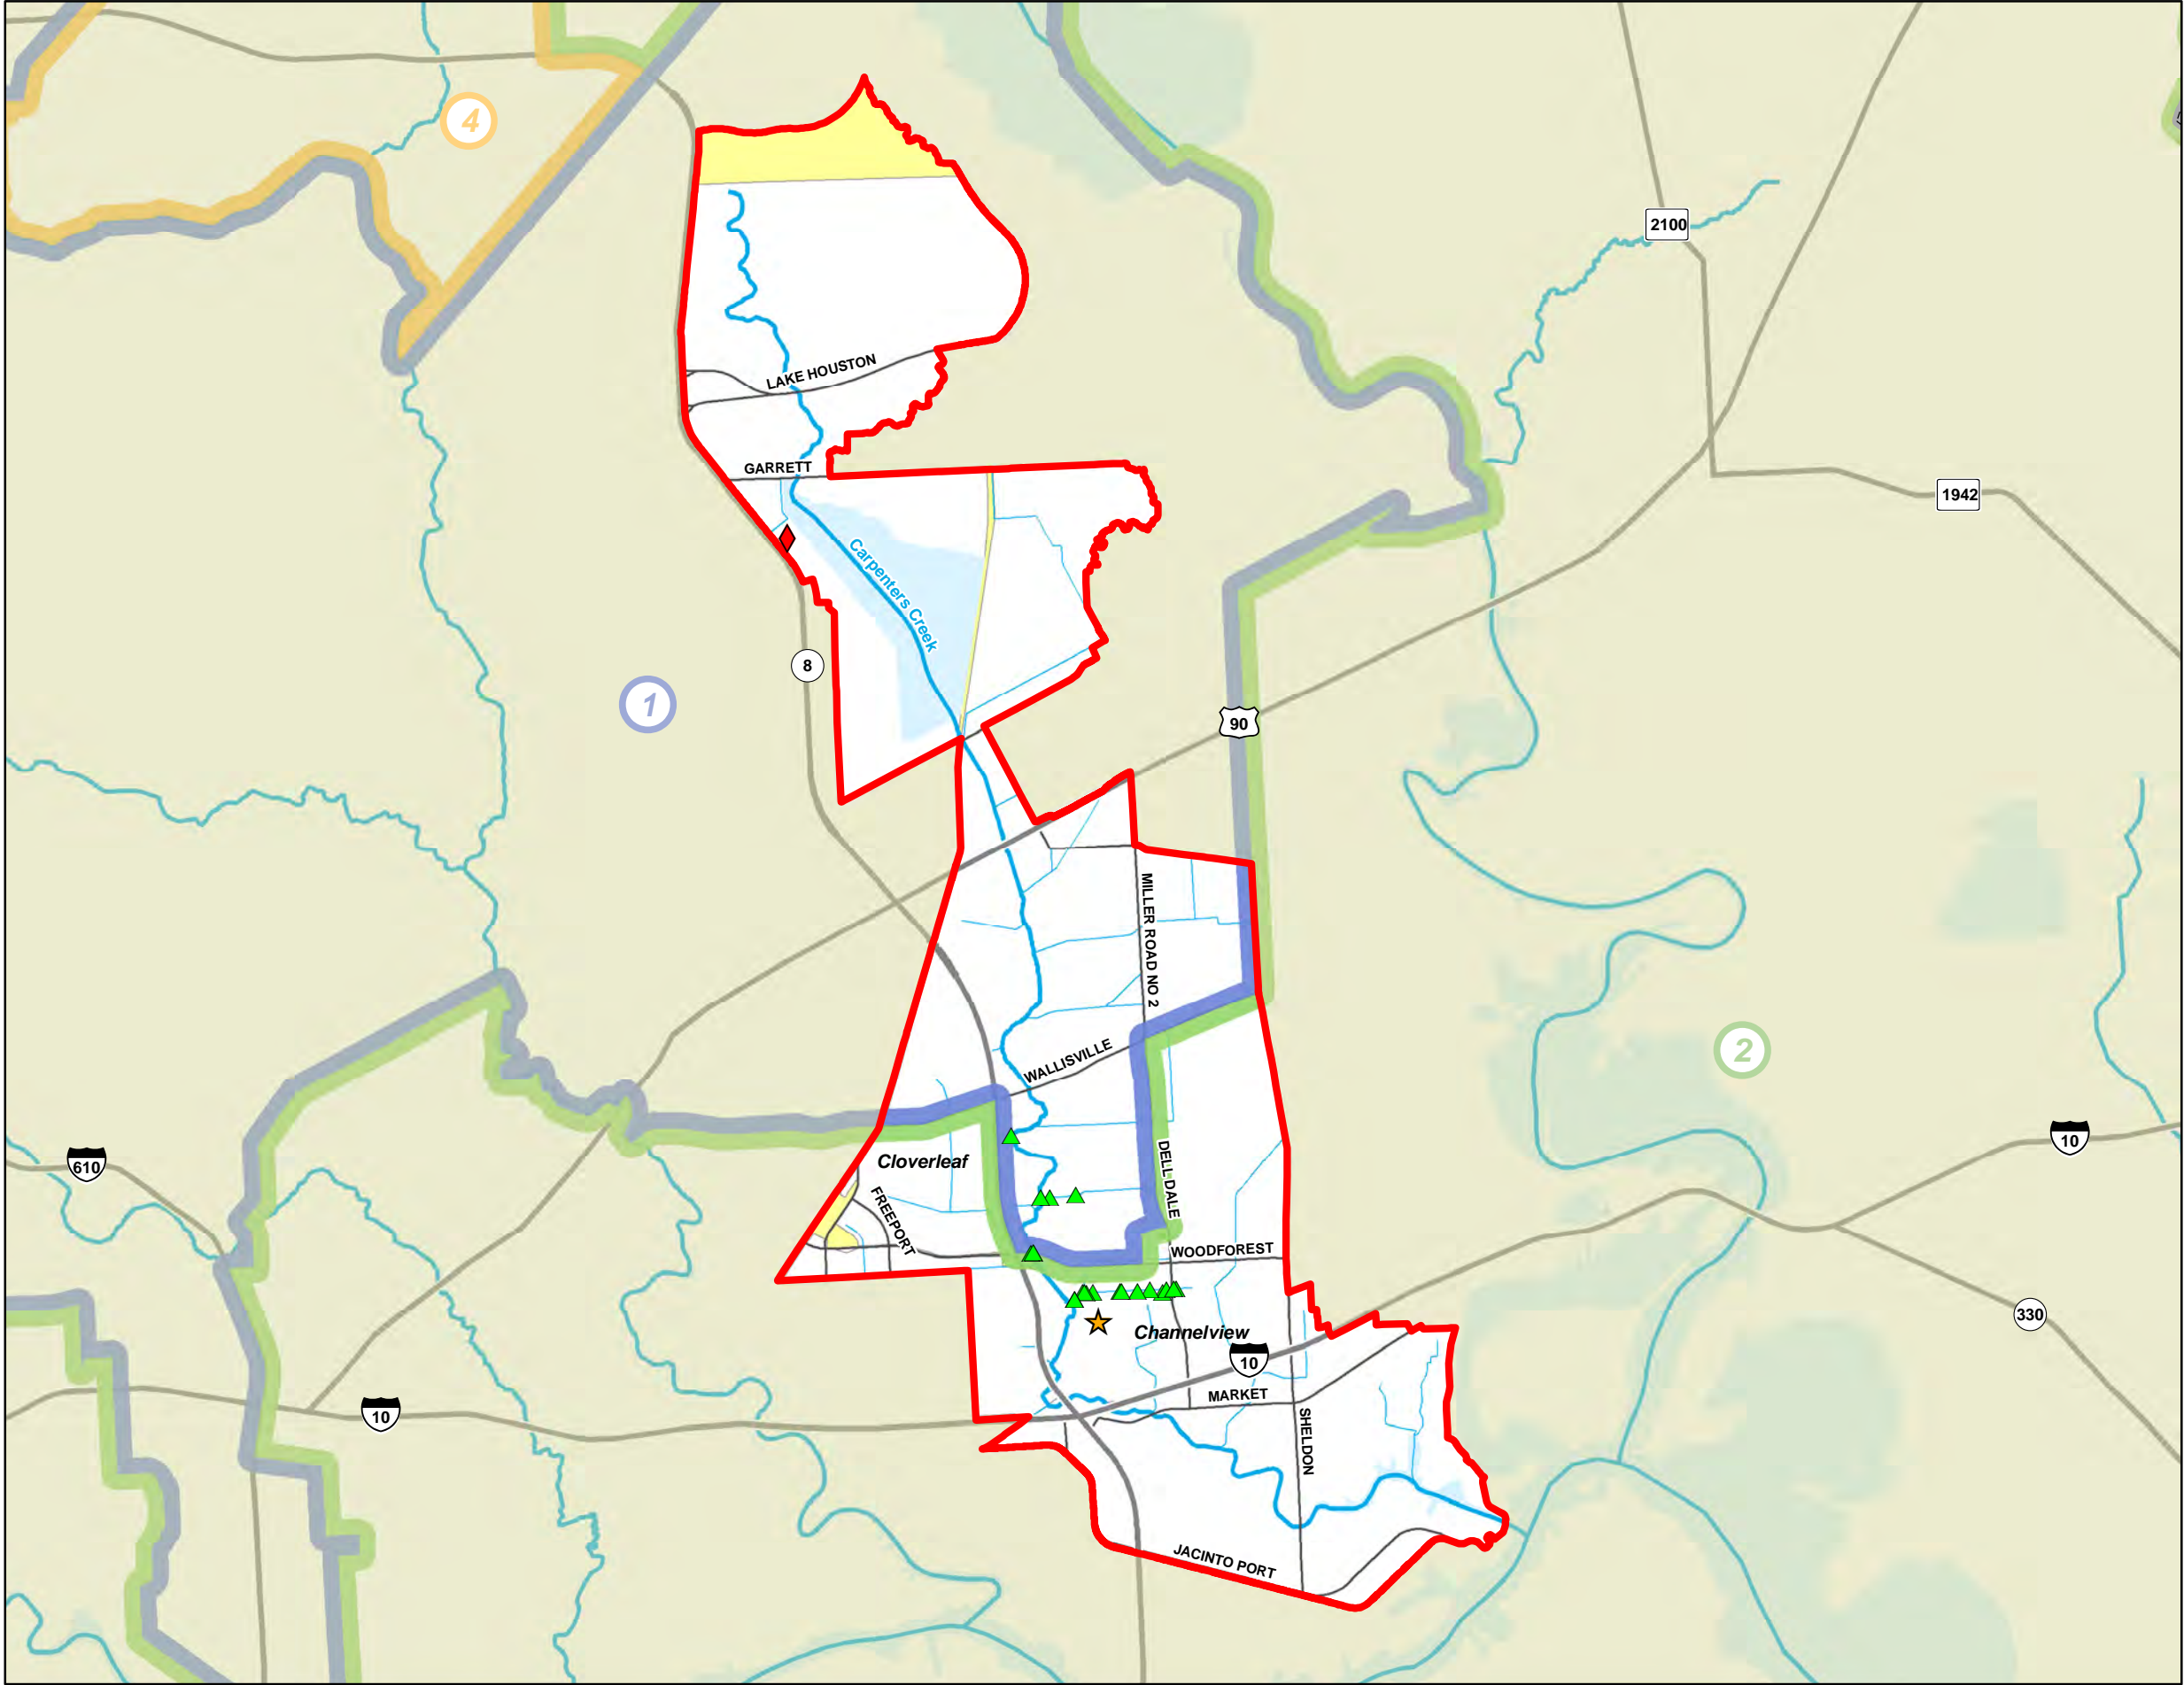 4
2100
LAKE HOUSTON
GARRETT
1942
Carpenters Creek
8
1
90
MILLER ROAD NO 2
2
WALLISVILLE
10
610
Cloverleaf
DELL DALE
FREEPORT
WOODFOREST
330
Channelview
10
MARKET
10
SHELDON
JACINTO PORT